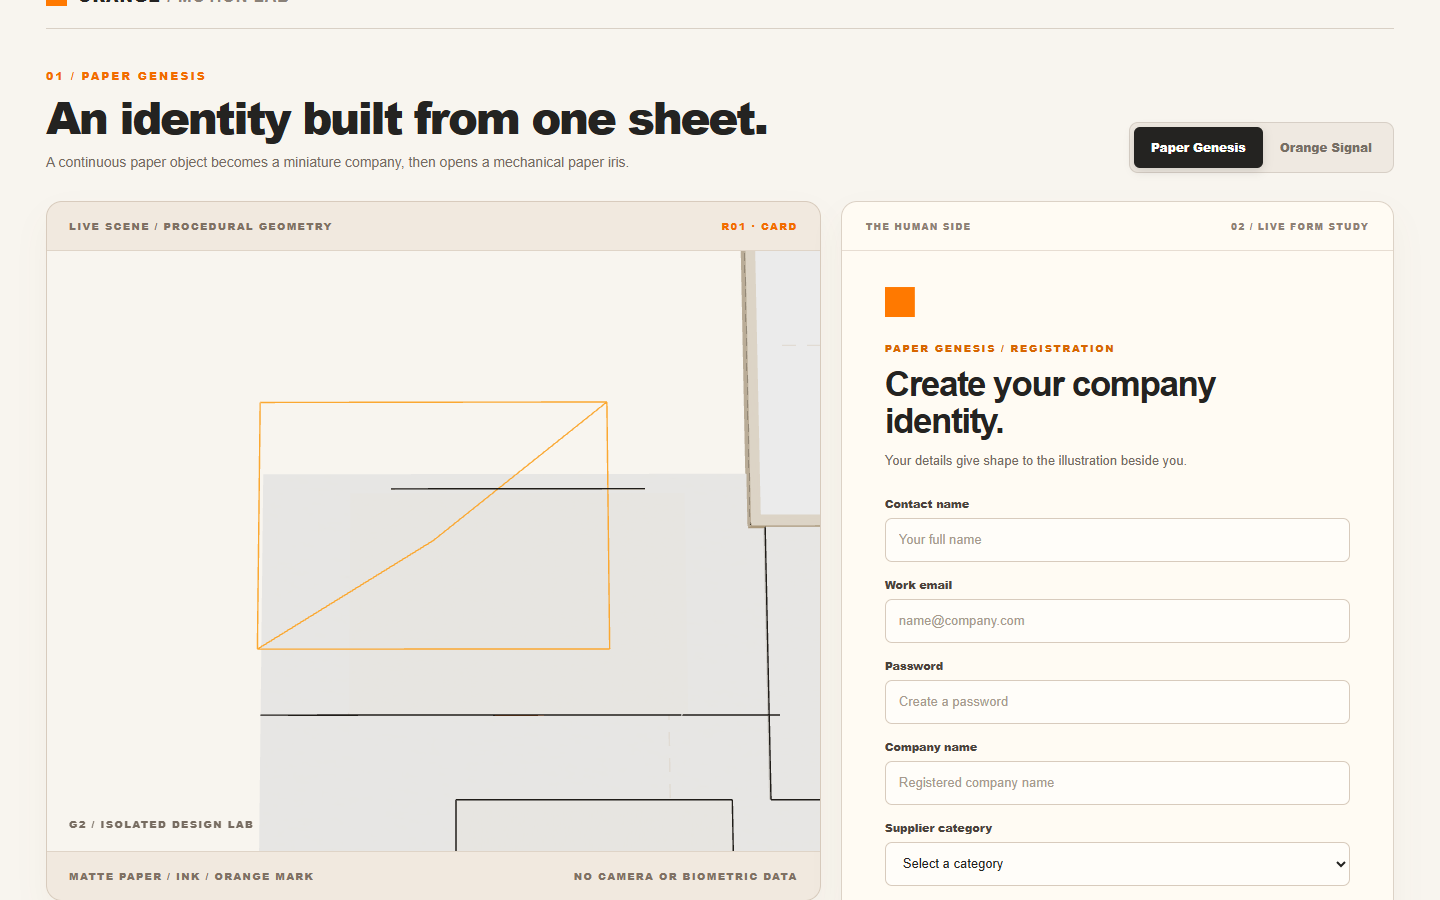 01 / PAPER GENESIS
An identity built from one sheet.
A continuous paper object becomes a miniature company, then opens a mechanical paper iris.
Paper Genesis
Orange Signal
LIVE SCENE / PROCEDURAL GEOMETRY
R01 · CARD
G2 / ISOLATED DESIGN LAB
MATTE PAPER / INK / ORANGE MARK
NO CAMERA OR BIOMETRIC DATA
THE HUMAN SIDE
02 / LIVE FORM STUDY
PAPER GENESIS / REGISTRATION
Create your company
identity.
Your details give shape to the illustration beside you.
Contact name
Your full name
Work email
name@company.com
Password
Create a password
Company name
Registered company name
Supplier category
Select a category